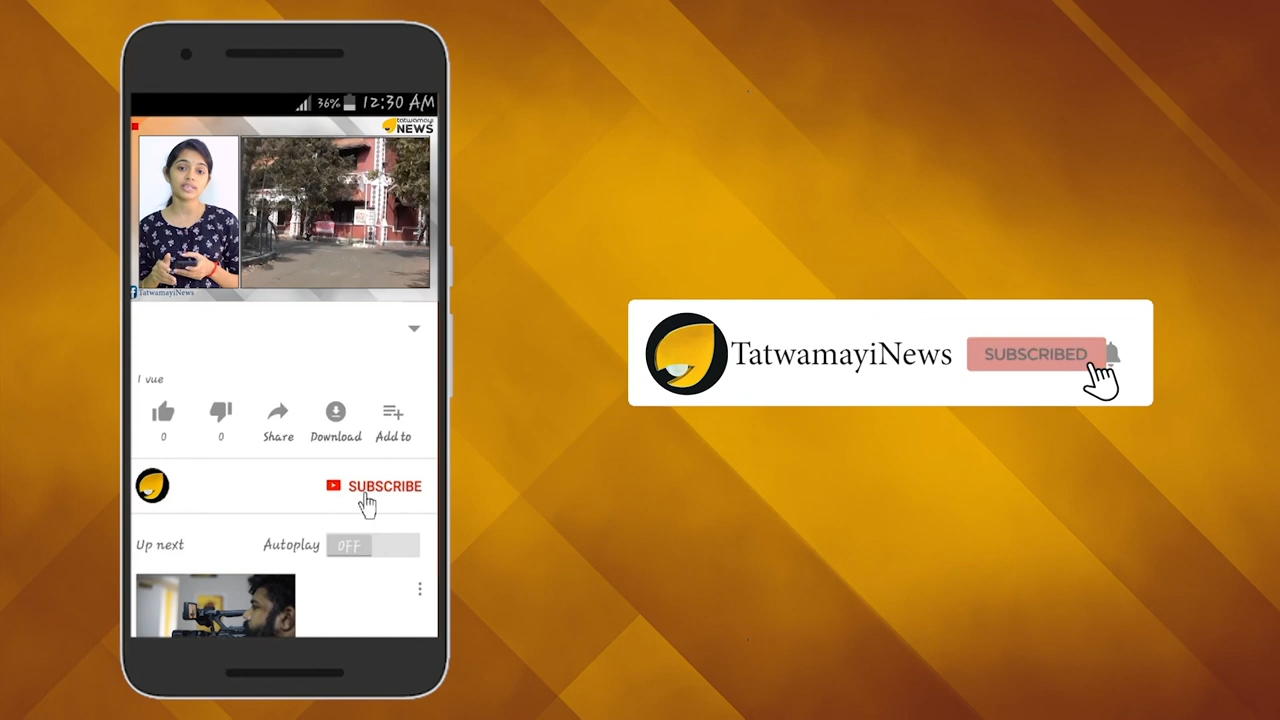 36% 12:30 AM
tatwamayi
NEWS
TatwamayiNews
1 vue
0 0 Share Download Add to
SUBSCRIBE
Up next Autoplay OFF
TatwamayiNews SUBSCRIBED